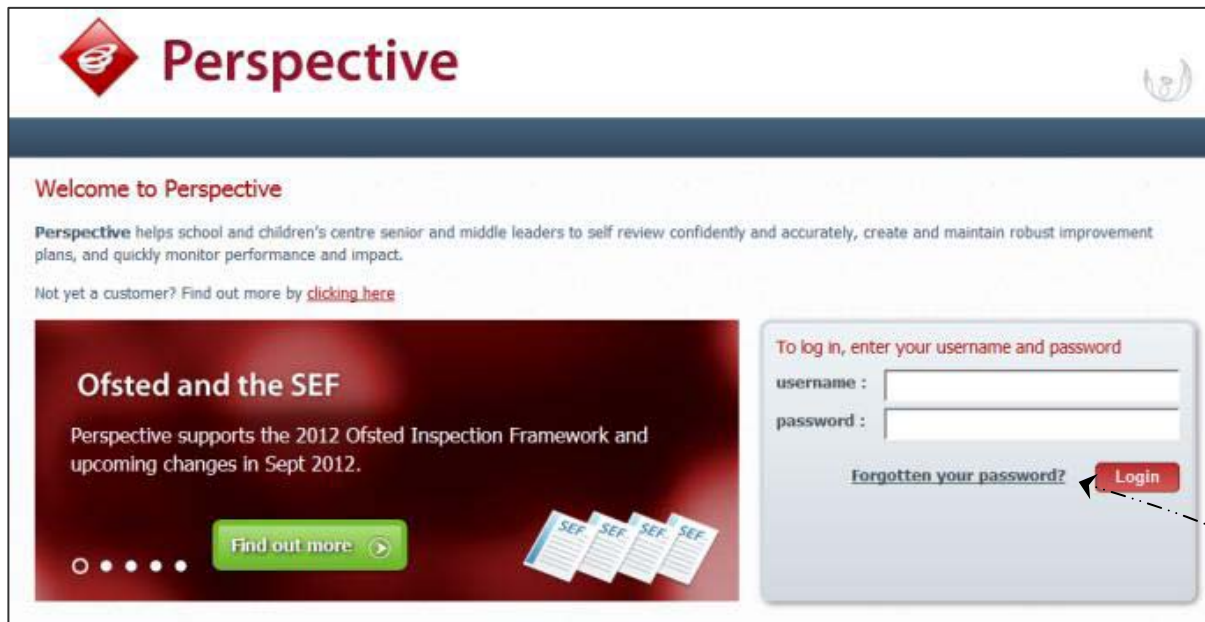 Perspective
Welcome to Perspective
Perspective helps school and children's centre senior and middle leaders to self review confidently and accurately, create and maintain robust improvement
plans, and quickly monitor performance and impact.
Not yet a customer? Find out more by clicking here
Ofsted and the SEF
Perspective supports the 2012 Ofsted Inspection Framework and
upcoming changes in Sept 2012.
Find out more
SEF SEF SEF SEF
To log in, enter your username and password
username :
password :
Forgotten your password? Login